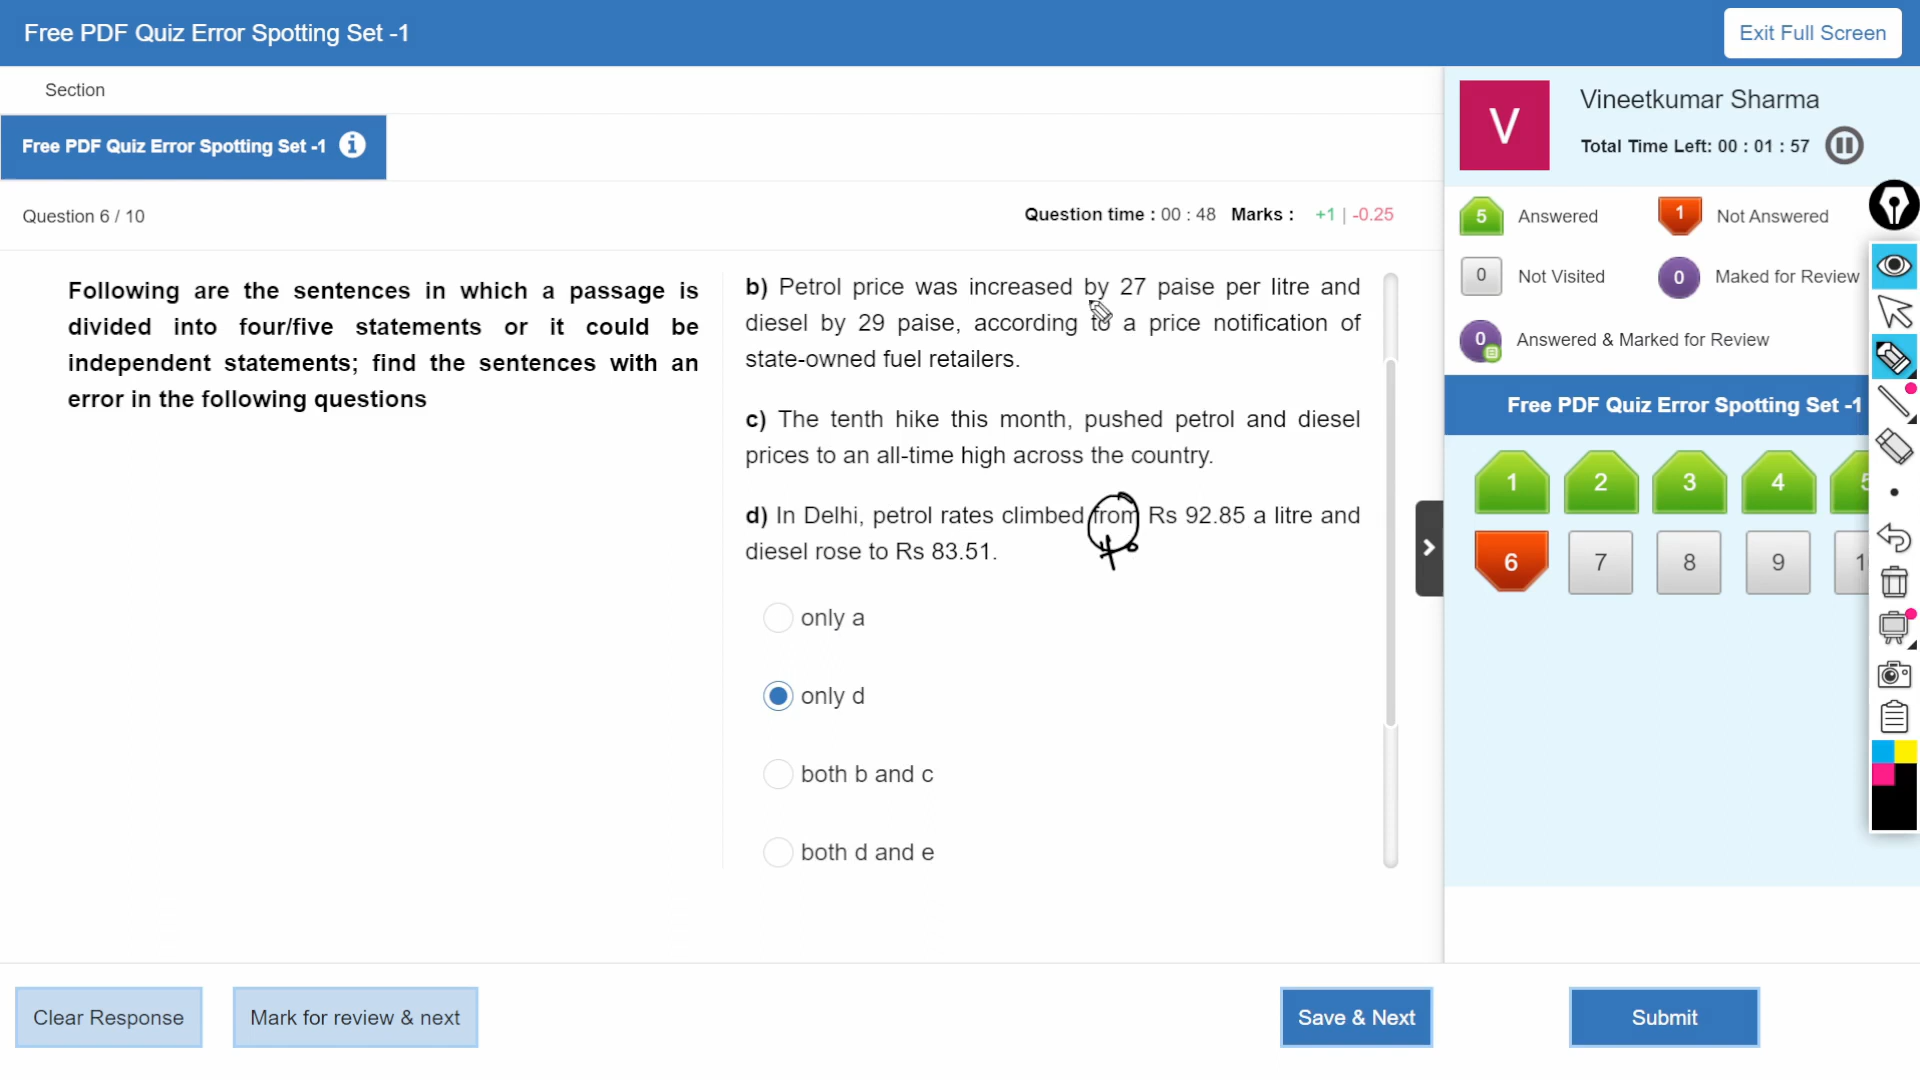 Free PDF Quiz Error Spotting Set -1
Exit Full Screen
Section
Free PDF Quiz Error Spotting Set -1
Question 6 / 10
Question time : 00 : 48 Marks : +1 | -0.25
Following are the sentences in which a passage is
divided into four/five statements or it could be
independent statements; find the sentences with an
error in the following questions
b) Petrol price was increased by 27 paise per litre and
diesel by 29 paise, according to a price notification of
state-owned fuel retailers.
c) The tenth hike this month, pushed petrol and diesel
prices to an all-time high across the country.
d) In Delhi, petrol rates climbed from Rs 92.85 a litre and
diesel rose to Rs 83.51.
to
only a
only d
both b and c
both d and e
Clear Response
Mark for review & next
Save & Next
Submit
V
Vineetkumar Sharma
Total Time Left: 00 : 01 : 57
5 Answered
1 Not Answered
0 Not Visited
0 Maked for Review
0 Answered & Marked for Review
Free PDF Quiz Error Spotting Set -1
1 2 3 4 5
6 7 8 9